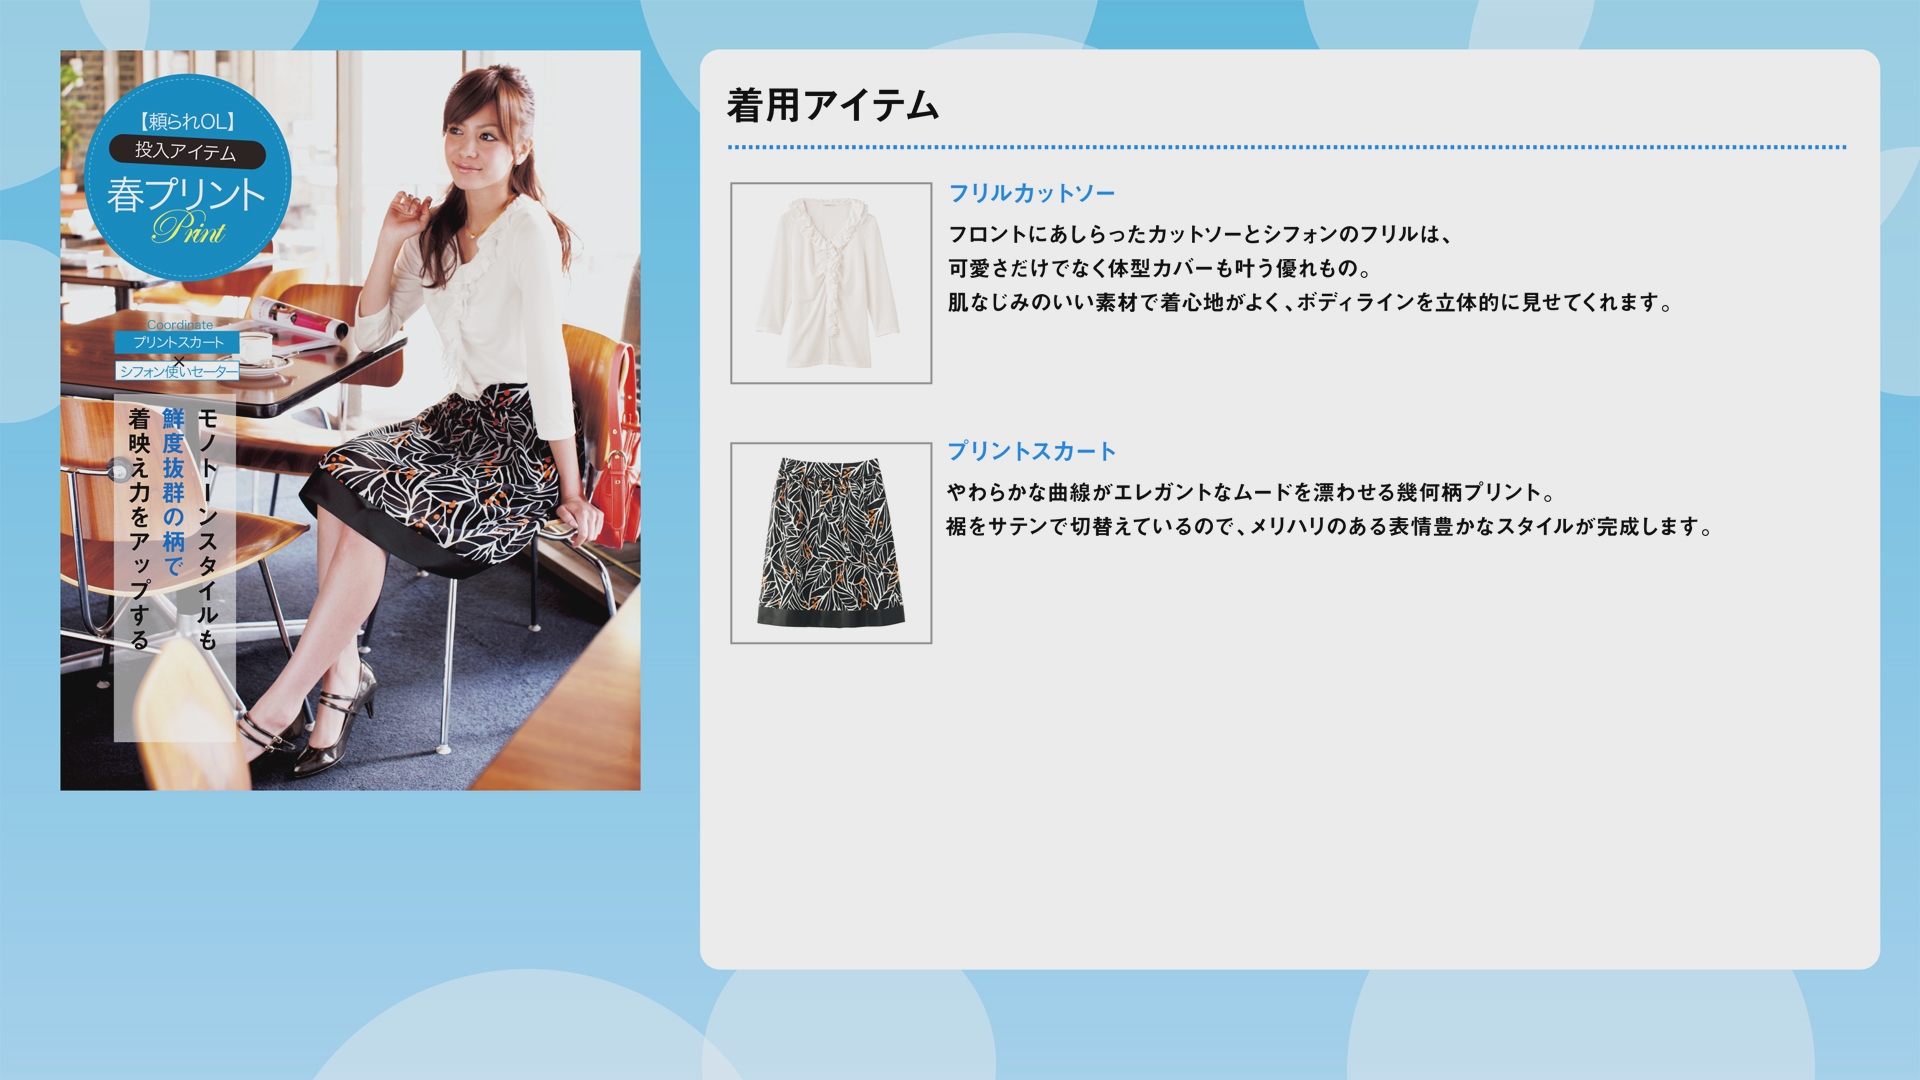 【頼られOL】
投入アイテム
春プリント
Print
Coordinate
プリントスカート
×
シフォン使いセーター
モノトーンスタイルも
鮮度抜群の柄で
着映え力をアップする
着用アイテム
フリルカットソー
フロントにあしらったカットソーとシフォンのフリルは、
可愛さだけでなく体型カバーも叶う優れもの。
肌なじみのいい素材で着心地がよく、ボディラインを立体的に見せてくれます。
プリントスカート
やわらかな曲線がエレガントなムードを漂わせる幾何柄プリント。
裾をサテンで切替えているので、メリハリのある表情豊かなスタイルが完成します。